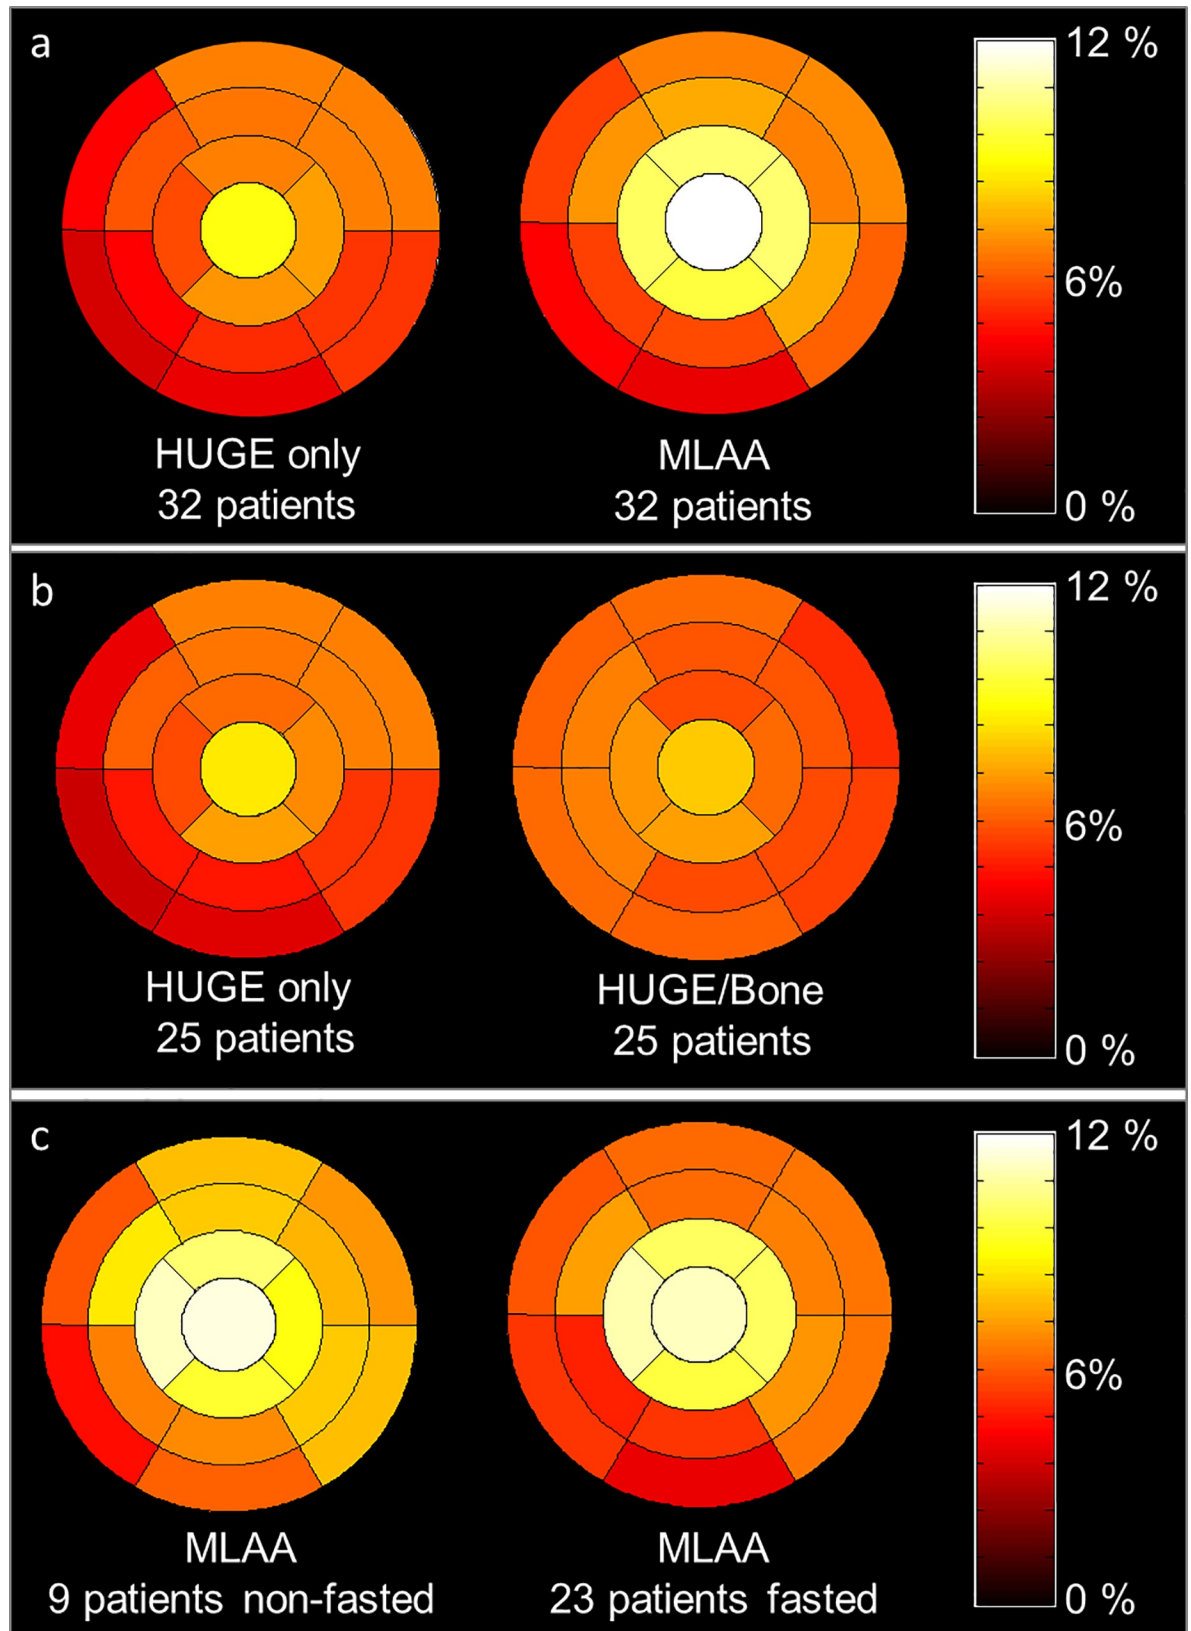 a
12 %
6%
0 %
HUGE only
32 patients
MLAA
32 patients
b
12 %
6%
0 %
HUGE only
25 patients
HUGE/Bone
25 patients
c
12 %
6%
0 %
MLAA
9 patients non-fasted
MLAA
23 patients fasted